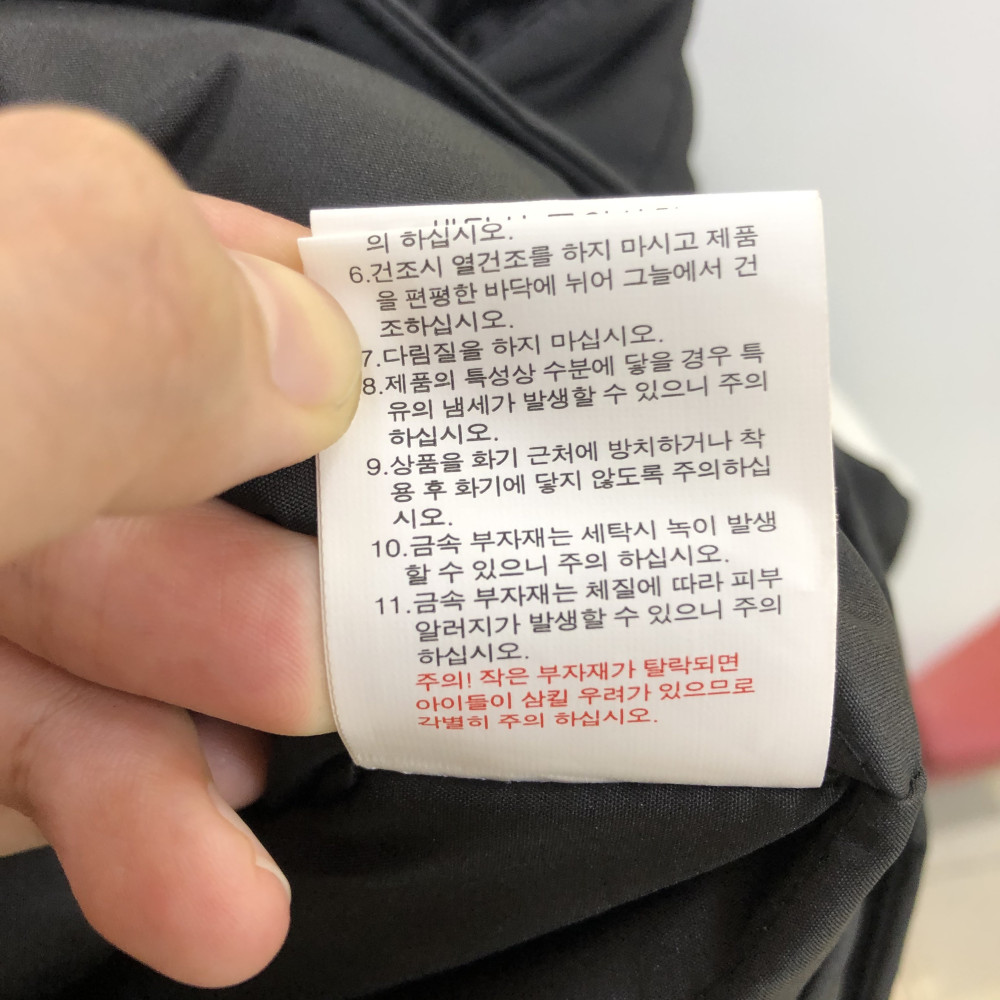 의 하십시오.
6.건조시 열건조를 하지 마시고 제품
을 편평한 바닥에 뉘어 그늘에서 건
조하십시오.
7.다림질을 하지 마십시오.
8.제품의 특성상 수분에 닿을 경우 특
유의 냄세가 발생할 수 있으니 주의
하십시오.
9.상품을 화기 근처에 방치하거나 착
용 후 화기에 닿지 않도록 주의하십
시오.
10.금속 부자재는 세탁시 녹이 발생
할 수 있으니 주의 하십시오.
11.금속 부자재는 체질에 따라 피부
알러지가 발생할 수 있으니 주의
하십시오.
주의! 작은 부자재가 탈락되면
아이들이 삼킬 우려가 있으므로
각별히 주의 하십시오.